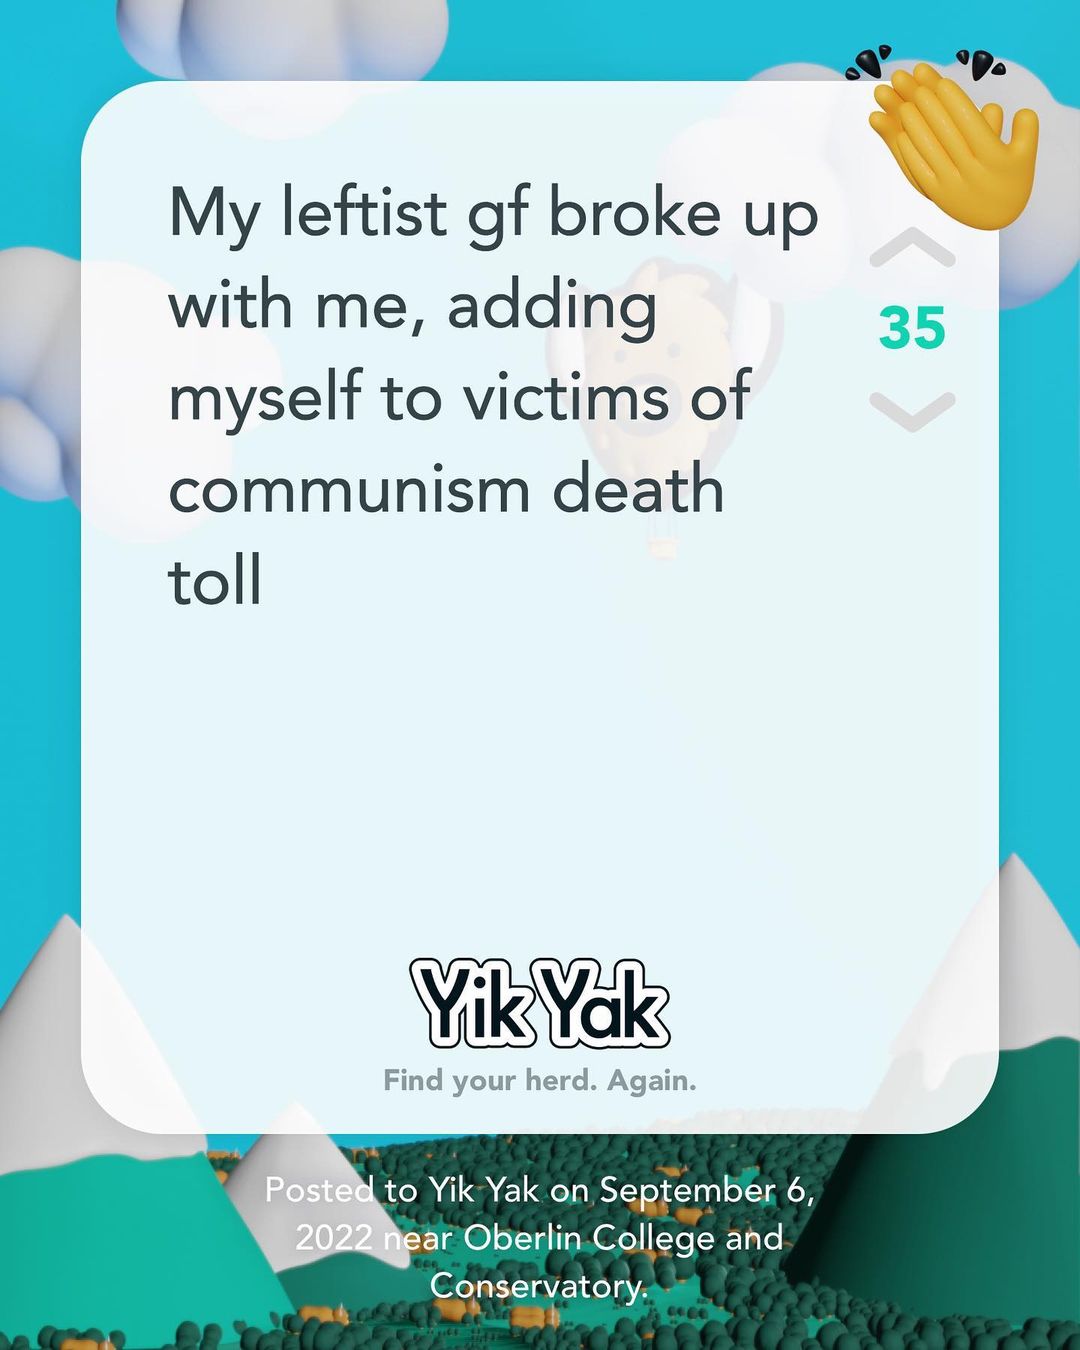 My leftist gf broke up
with me, adding
myself to victims of
communism death
toll
35
Yik Yak
Find your herd. Again.
Posted to Yik Yak on September 6,
2022 near Oberlin College and
Conservatory.